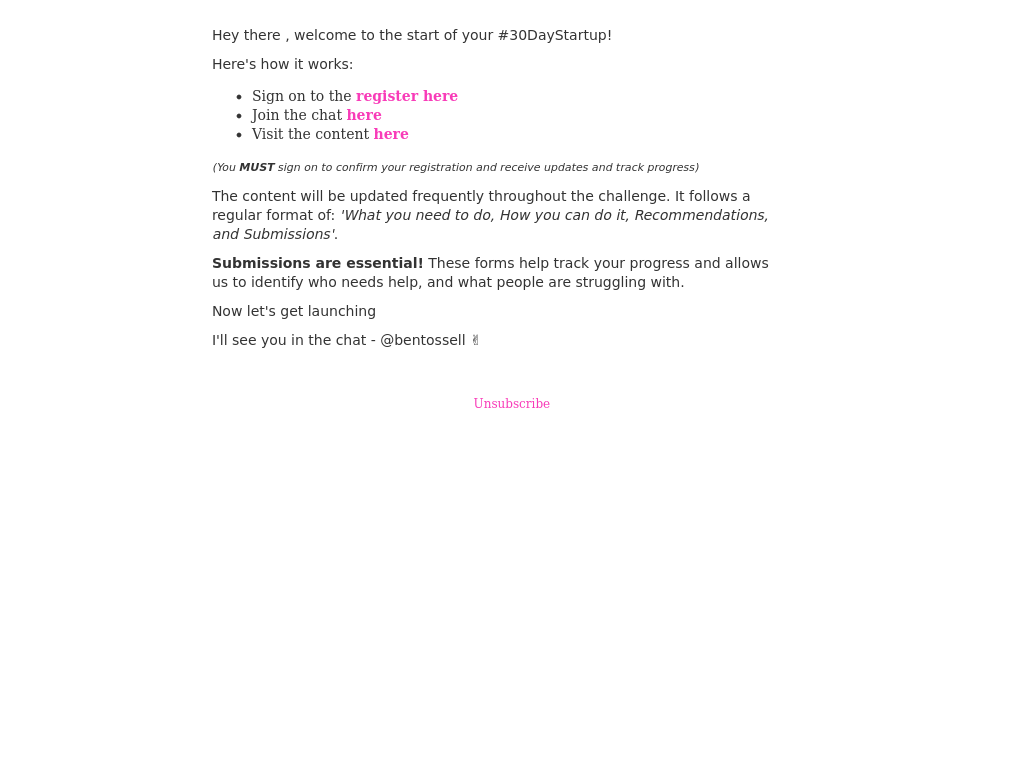 Hey there , welcome to the start of your #30DayStartup!
Here's how it works:
• Sign on to the register here
• Join the chat here
• Visit the content here
(You MUST sign on to confirm your registration and receive updates and track progress)
The content will be updated frequently throughout the challenge. It follows a
regular format of: 'What you need to do, How you can do it, Recommendations,
and Submissions'.
Submissions are essential! These forms help track your progress and allows
us to identify who needs help, and what people are struggling with.
Now let's get launching
I'll see you in the chat - @bentossell ✌
Unsubscribe